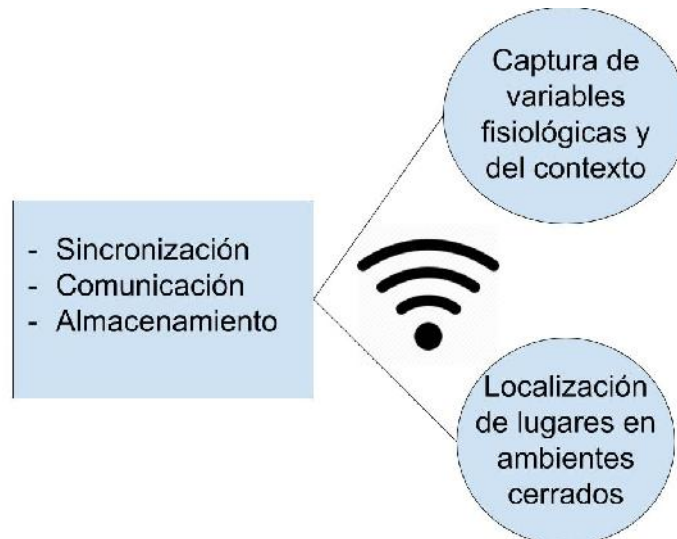 Captura de
variables
fisiológicas y
del contexto
- Sincronización
- Comunicación
- Almacenamiento
Localización
de lugares en
ambientes
cerrados